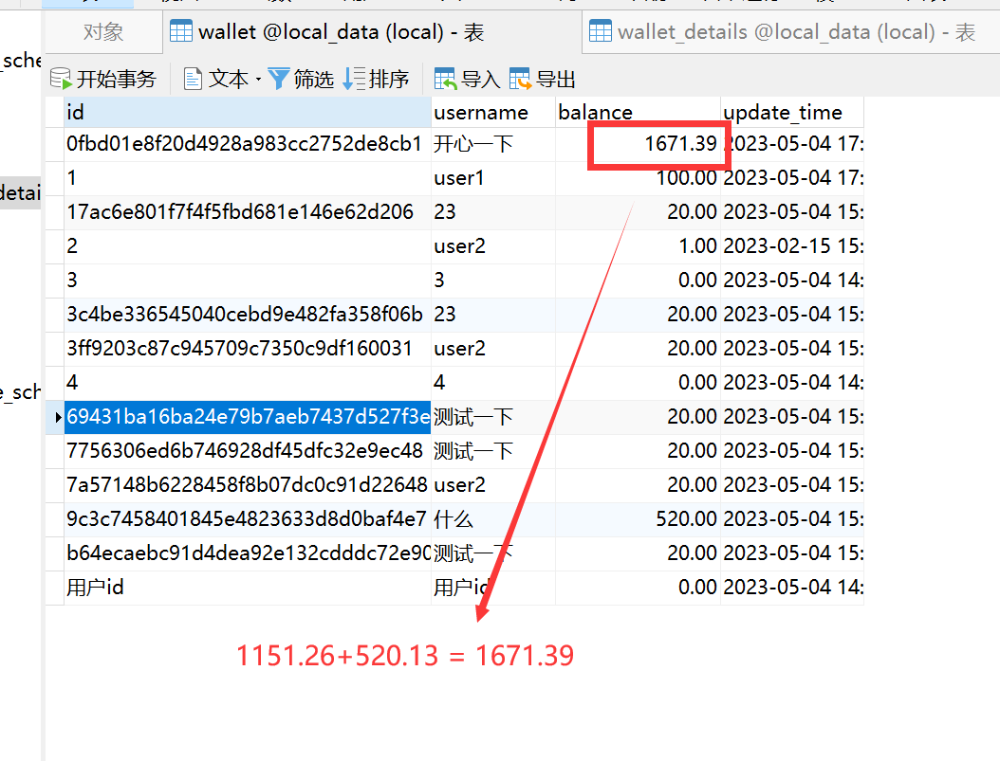 对象
wallet @local_data (local) - 表
wallet_details @local_data (local) - 表
_sche
开始事务
文本
筛选
排序
导入
导出
id username balance update_time
0fbd01e8f20d4928a983cc2752de8cb1 开心一下 1671.39 2023-05-04 17:
1 user1 100.00 2023-05-04 17:
detai
17ac6e801f7f4f5fbd681e146e62d206 23 20.00 2023-05-04 15:
2 user2 1.00 2023-02-15 15:
3 3 0.00 2023-05-04 14:
3c4be336545040cebd9e482fa358f06b 23 20.00 2023-05-04 15:
3ff9203c87c945709c7350c9df160031 user2 20.00 2023-05-04 15:
e_sch
4 4 0.00 2023-05-04 14:
69431ba16ba24e79b7aeb7437d527f3e 测试一下 20.00 2023-05-04 15:
7756306ed6b746928df45dfc32e9ec48 测试一下 20.00 2023-05-04 15:
7a57148b6228458f8b07dc0c91d22648 user2 20.00 2023-05-04 15:
9c3c7458401845e4823633d8d0baf4e7 什么 520.00 2023-05-04 15:
b64ecaebc91d4dea92e132cdddc72e90 测试一下 20.00 2023-05-04 15:
用户id 用户id 0.00 2023-05-04 14:
1151.26+520.13 = 1671.39